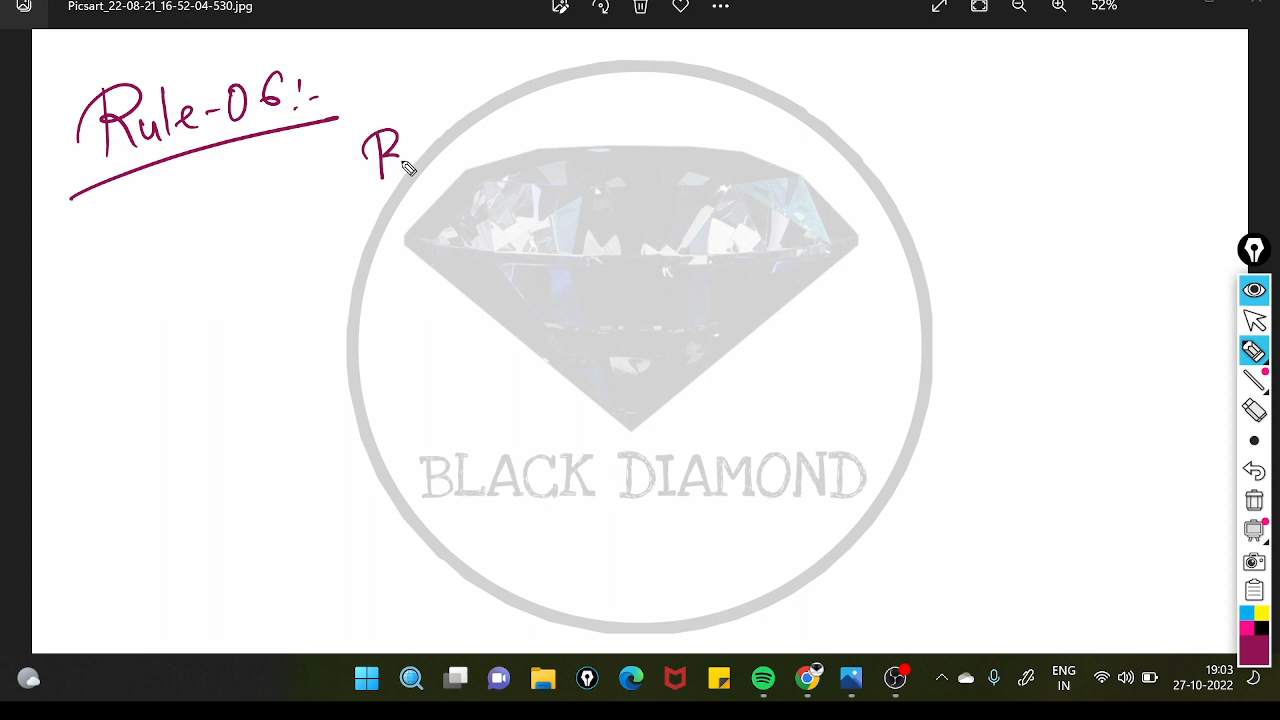 Picsart_22-08-21_16-52-04-530.jpg
52%
Rule-06:-
R
BLACK DIAMOND
ENG
IN
19:03
27-10-2022